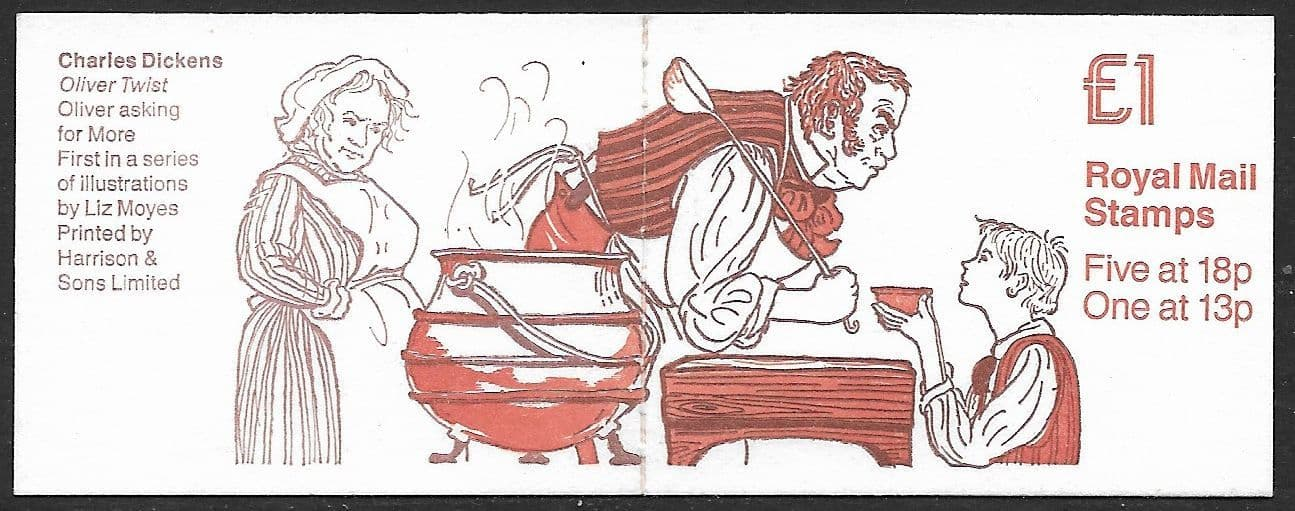 Charles Dickens
Oliver Twist
Oliver asking
for More
First in a series
of illustrations
by Liz Moyes
Printed by
Harrison &
Sons Limited
£1
Royal Mail
Stamps
Five at 18p
One at 13p